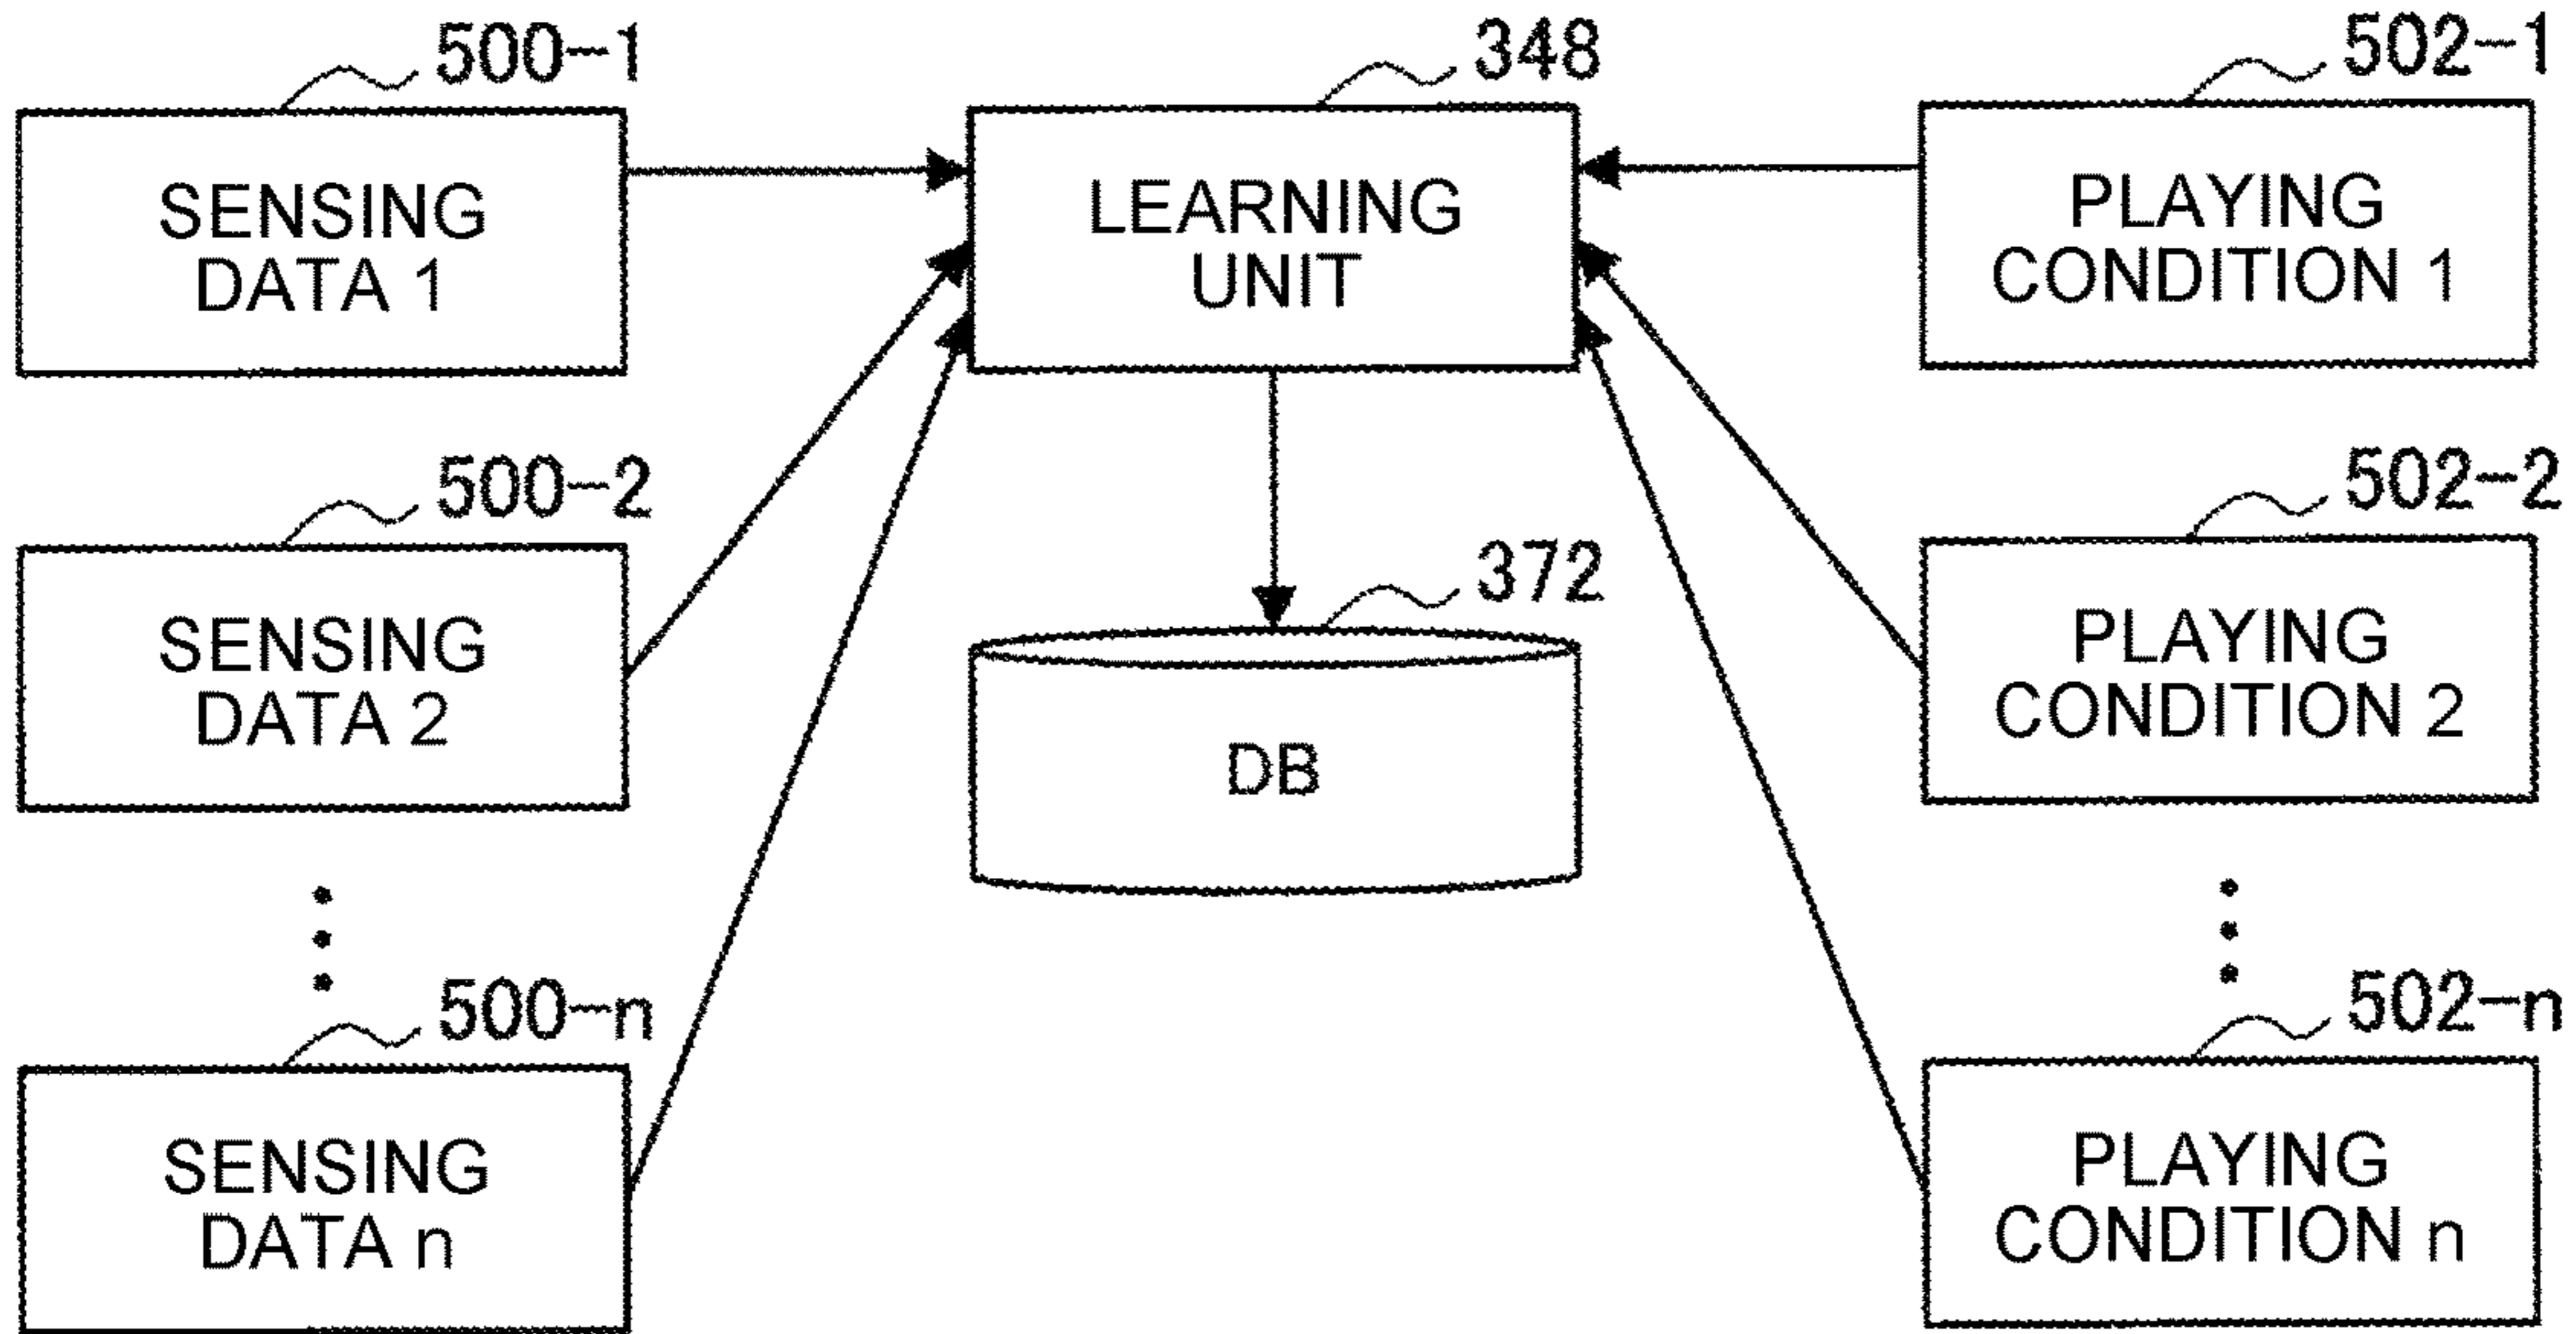 500-1
348
502-1
SENSING
DATA 1
LEARNING
UNIT
PLAYING
CONDITION 1
500-2
372
502-2
SENSING
DATA 2
DB
PLAYING
CONDITION 2
500-n
502-n
SENSING
DATA n
PLAYING
CONDITION n